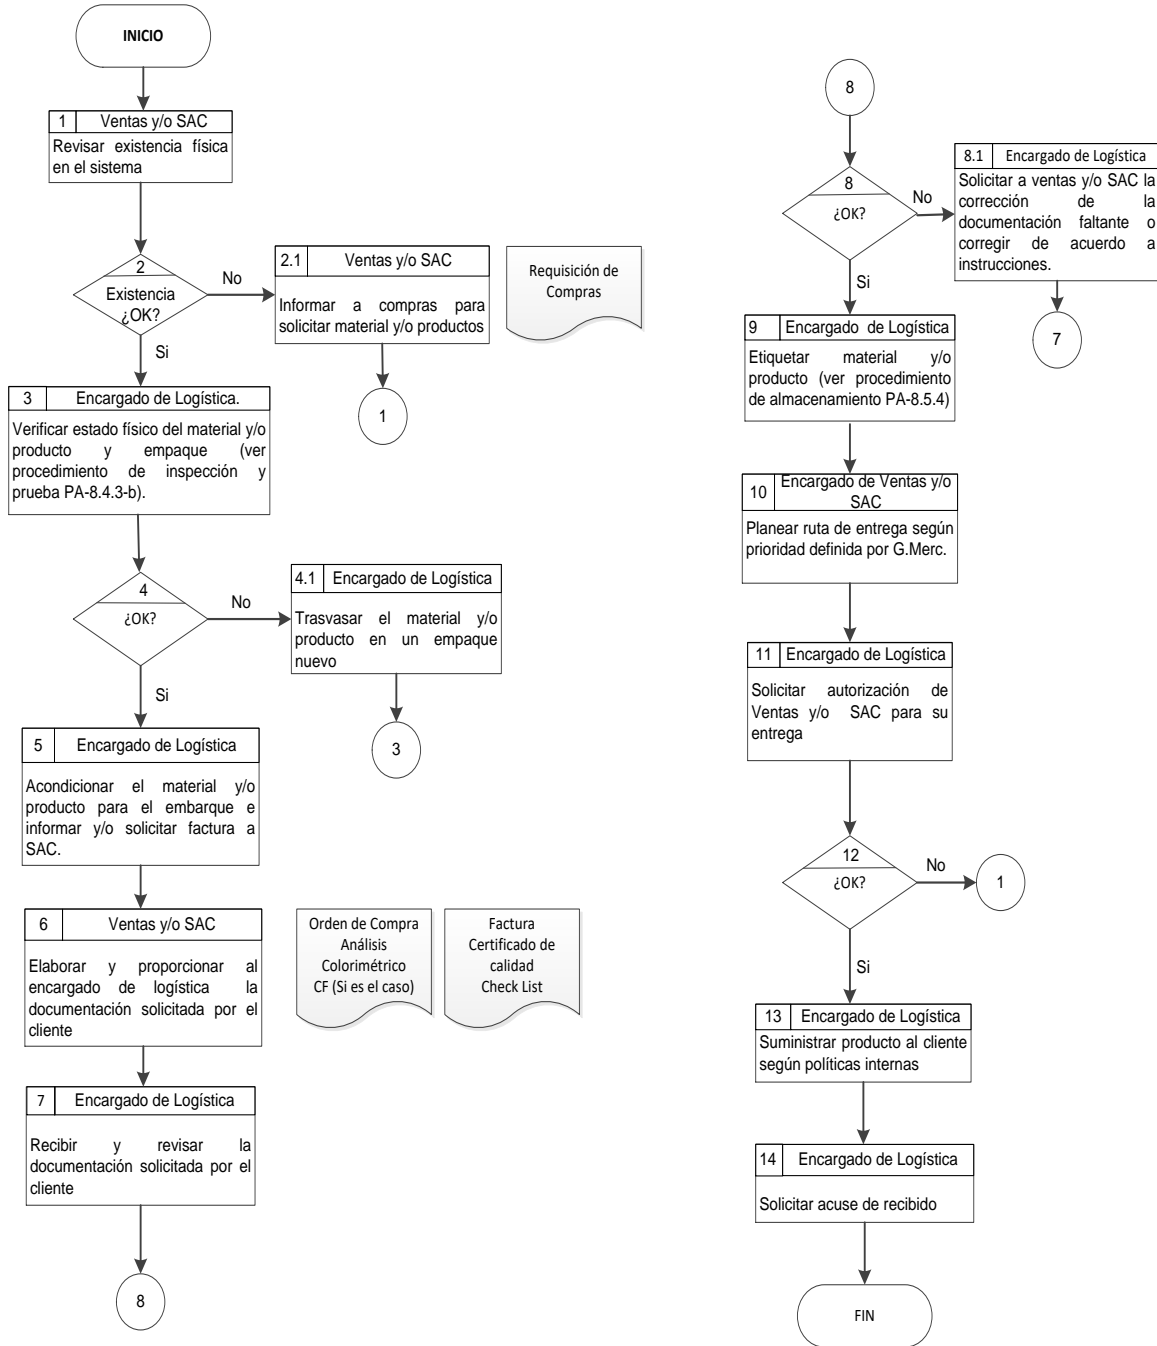 INICIO
1 Ventas y/o SAC
Revisar existencia física
en el sistema
2
Existencia
¿OK?
No
Si
2.1 Ventas y/o SAC
Informar a compras para
solicitar material y/o productos
Requisición de
Compras
1
3 Encargado de Logística.
Verificar estado físico del material y/o
producto y empaque (ver
procedimiento de inspección y
prueba PA-8.4.3-b).
4
¿OK?
No
Si
4.1 Encargado de Logística
Trasvasar el material y/o
producto en un empaque
nuevo
3
5 Encargado de Logística
Acondicionar el material y/o
producto para el embarque e
informar y/o solicitar factura a
SAC.
6 Ventas y/o SAC
Elaborar y proporcionar al
encargado de logística la
documentación solicitada por el
cliente
Orden de Compra
Análisis
Colorimétrico
CF (Si es el caso)
Factura
Certificado de
calidad
Check List
7 Encargado de Logística
Recibir y revisar la
documentación solicitada por el
cliente
8
8
8
¿OK?
No
Si
8.1 Encargado de Logística
Solicitar a ventas y/o SAC la
corrección de la
documentación faltante o
corregir de acuerdo a
instrucciones.
7
9 Encargado de Logística
Etiquetar material y/o
producto (ver procedimiento
de almacenamiento PA-8.5.4)
10 Encargado de Ventas y/o
SAC
Planear ruta de entrega según
prioridad definida por G.Merc.
11 Encargado de Logística
Solicitar autorización de
Ventas y/o SAC para su
entrega
12
¿OK?
No
1
Si
13 Encargado de Logística
Suministrar producto al cliente
según políticas internas
14 Encargado de Logística
Solicitar acuse de recibido
FIN